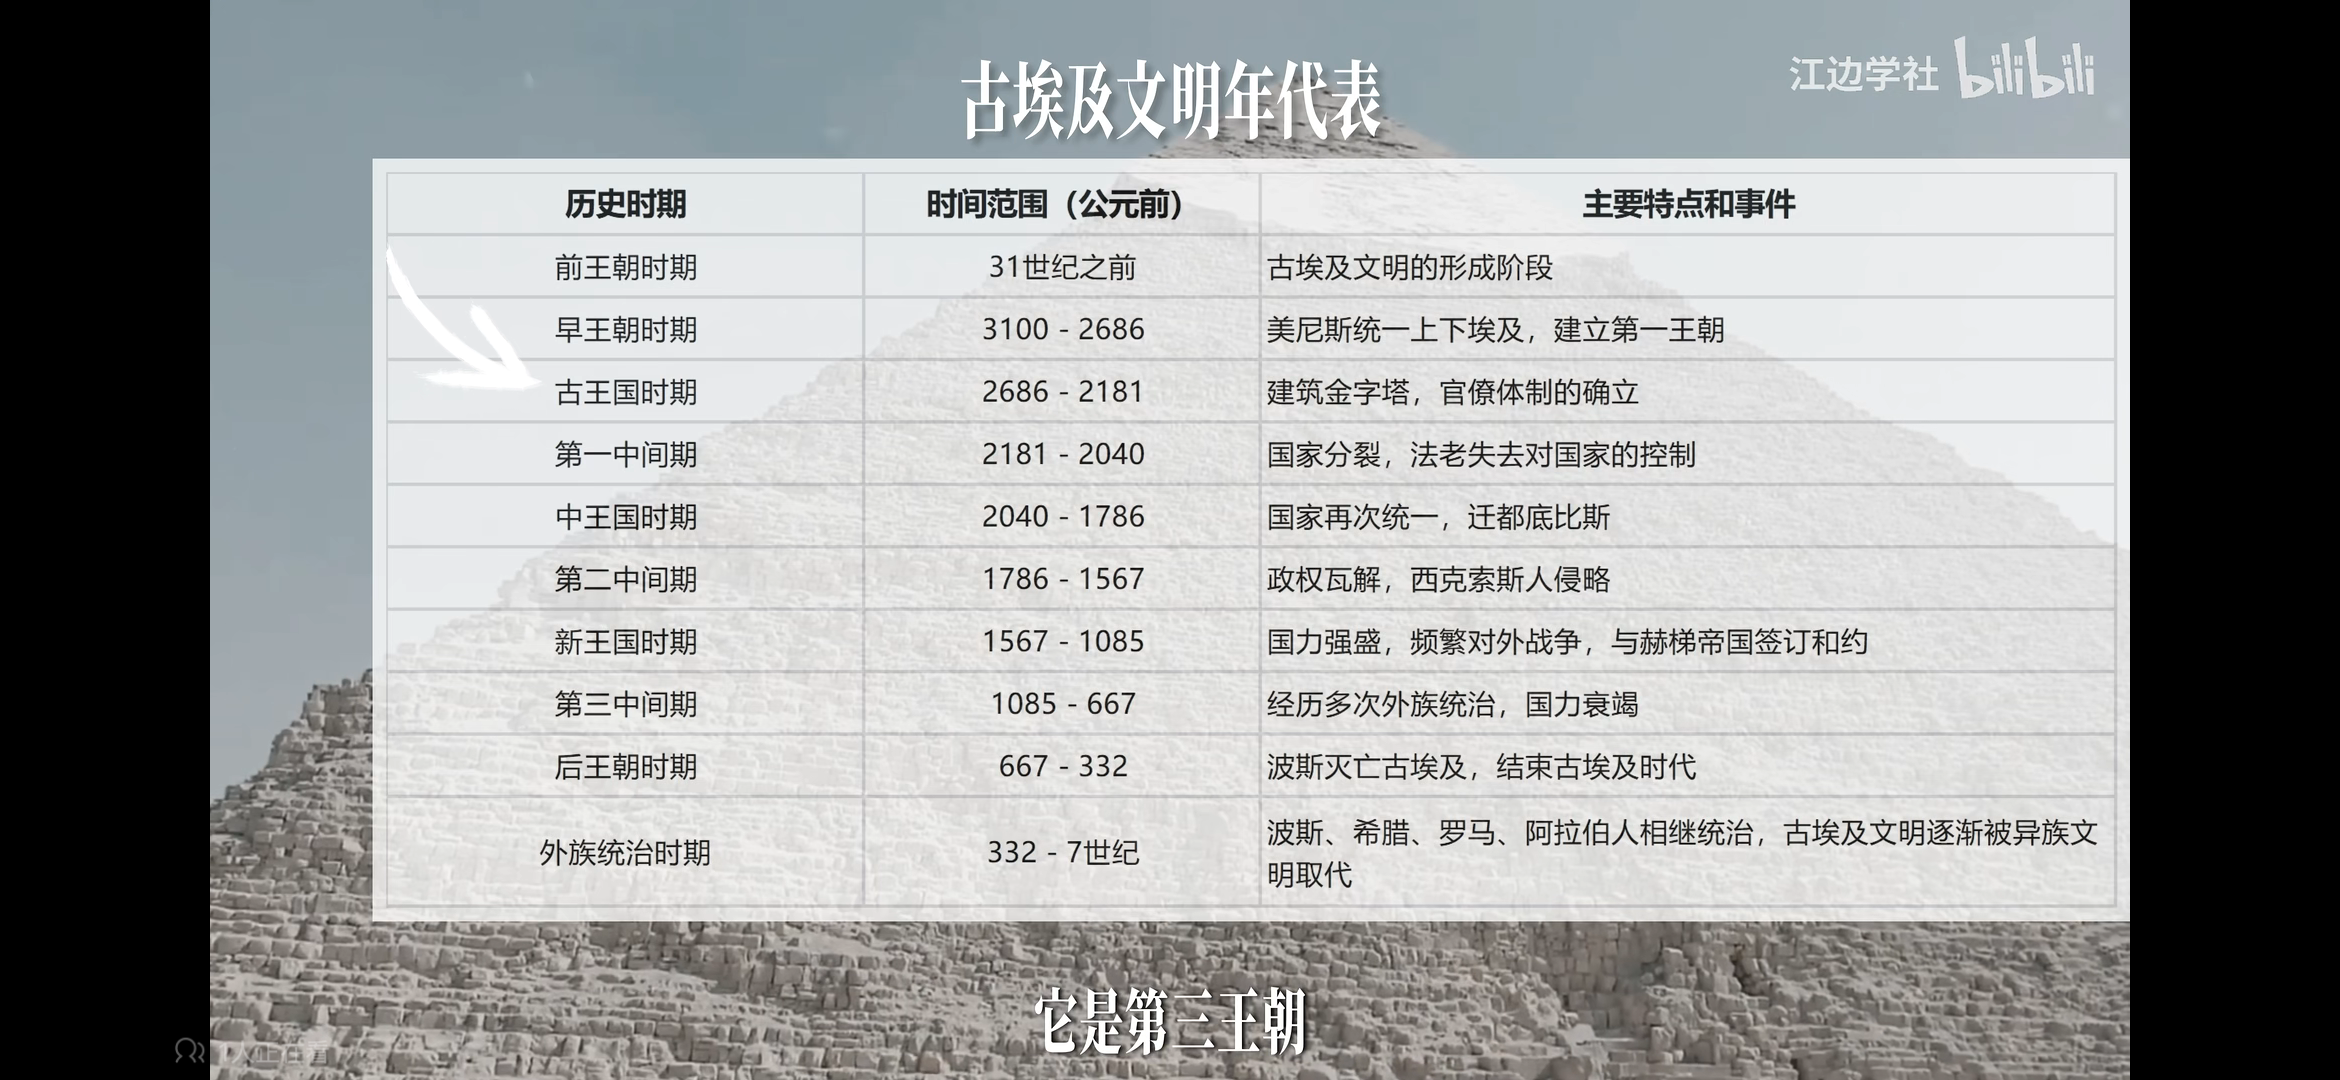 古埃及文明年代表
江边学社 bilibili
历史时期 时间范围（公元前） 主要特点和事件
前王朝时期 31世纪之前 古埃及文明的形成阶段
早王朝时期 3100 - 2686 美尼斯统一上下埃及，建立第一王朝
古王国时期 2686 - 2181 建筑金字塔，官僚体制的确立
第一中间期 2181 - 2040 国家分裂，法老失去对国家的控制
中王国时期 2040 - 1786 国家再次统一，迁都底比斯
第二中间期 1786 - 1567 政权瓦解，西克索斯人侵略
新王国时期 1567 - 1085 国力强盛，频繁对外战争，与赫梯帝国签订和约
第三中间期 1085 - 667 经历多次外族统治，国力衰竭
后王朝时期 667 - 332 波斯灭亡古埃及，结束古埃及时代
外族统治时期 332 - 7世纪 波斯、希腊、罗马、阿拉伯人相继统治，古埃及文明逐渐被异族文
明取代
它是第三王朝